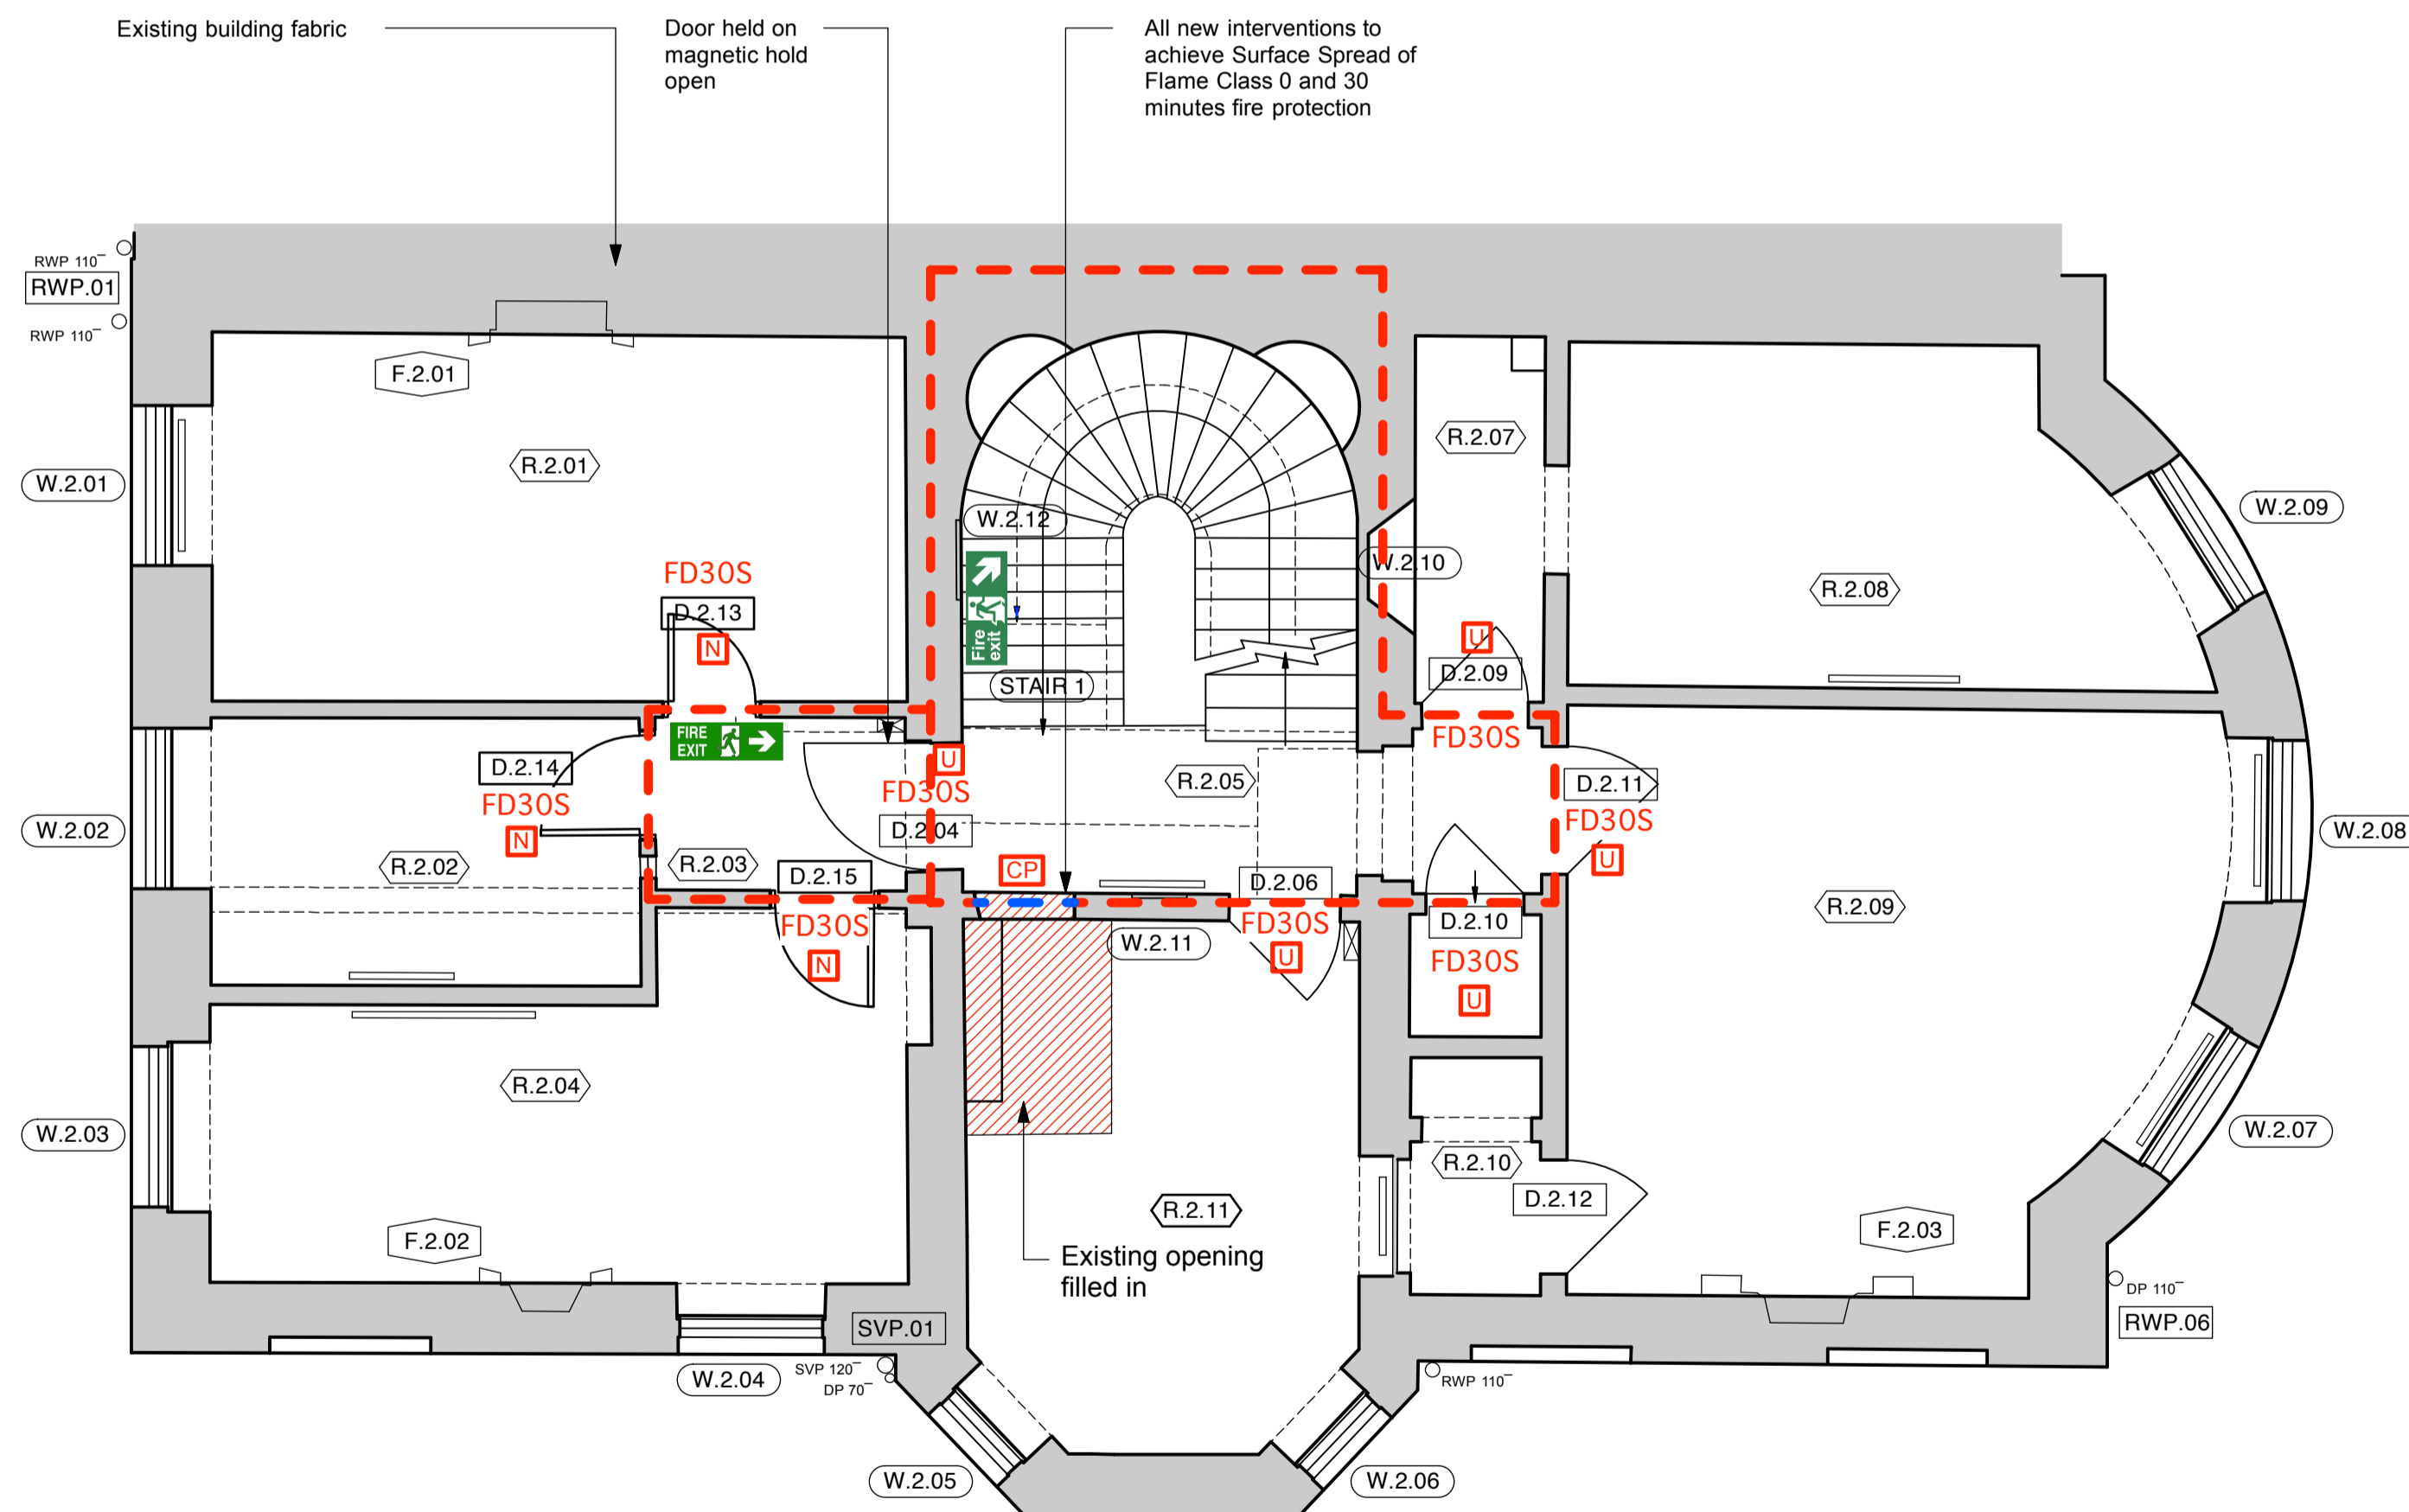 Existing building fabric
Door held on
magnetic hold
open
All new interventions to
achieve Surface Spread of
Flame Class 0 and 30
minutes fire protection
RWP 110
RWP.01
RWP 110
F.2.01
R.2.01
W.2.01
W.2.12
W.2.10
R.2.07
R.2.08
W.2.09
FD30S
D.2.13
N
Fire
exit
STAIR 1
U
D.2.09
FD30S
FIRE
EXIT
D.2.14
FD30S
N
U
FD30S
D.2.04
R.2.05
D.2.11
FD30S
U
W.2.02
R.2.02
R.2.03
D.2.15
FD30S
N
CP
D.2.06
FD30S
U
W.2.11
D.2.10
FD30S
U
R.2.09
W.2.08
R.2.04
W.2.03
R.2.10
D.2.12
W.2.07
R.2.11
Existing opening
filled in
F.2.02
F.2.03
DP 110
RWP.06
SVP.01
SVP 120
DP 70
W.2.04
RWP 110
W.2.05
W.2.06